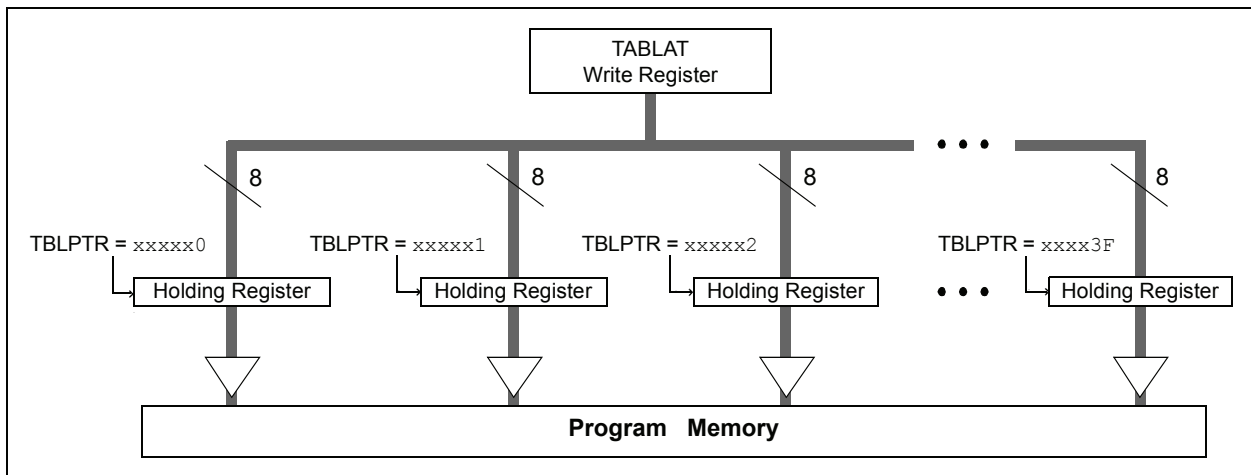 TABLAT
Write Register
• • •
8 8 8 8
TBLPTR = xxxxx0 TBLPTR = xxxxx1 TBLPTR = xxxxx2 TBLPTR = xxxx3F
Holding Register Holding Register Holding Register • • • Holding Register
Program Memory